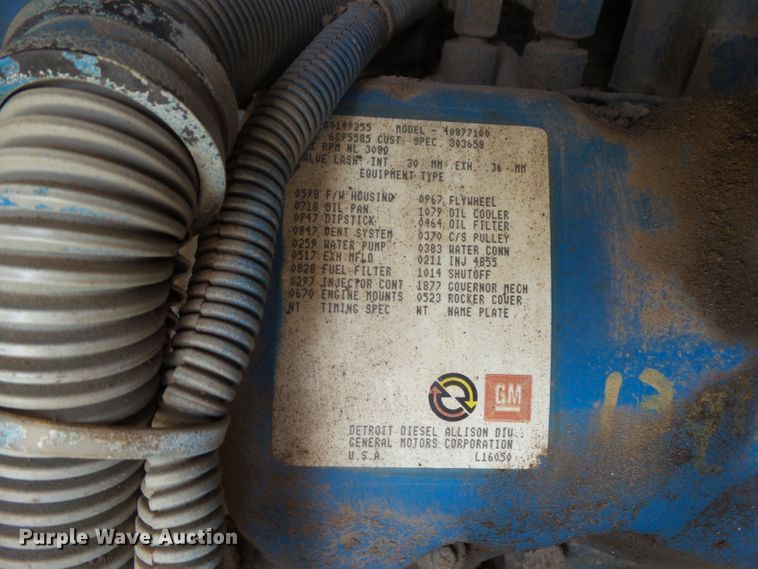 MODEL - 40877100
6G95585 CUST. SPEC. 303658
RPM NL 3080
VALVE LASH: INT. 30 MM EXH. 36 MM
EQUIPMENT TYPE
0598 F/W HOUSING 0967 FLYWHEEL
0718 OIL PAN 1079 OIL COOLER
0947 DIPSTICK 0464 OIL FILTER
0847 VENT SYSTEM 0370 C/S PULLEY
0259 WATER PUMP 0383 WATER CONN
0517 EXH MFLD 0211 INJ 4B55
0828 FUEL FILTER 1014 SHUTOFF
0297 INJECTOR CONT 1877 GOVERNOR MECH
0670 ENGINE MOUNTS 0523 ROCKER COVER
NT TIMING SPEC NT NAME PLATE
GM
DETROIT DIESEL ALLISON DIV.
GENERAL MOTORS CORPORATION
U.S.A. L16050
Purple Wave Auction